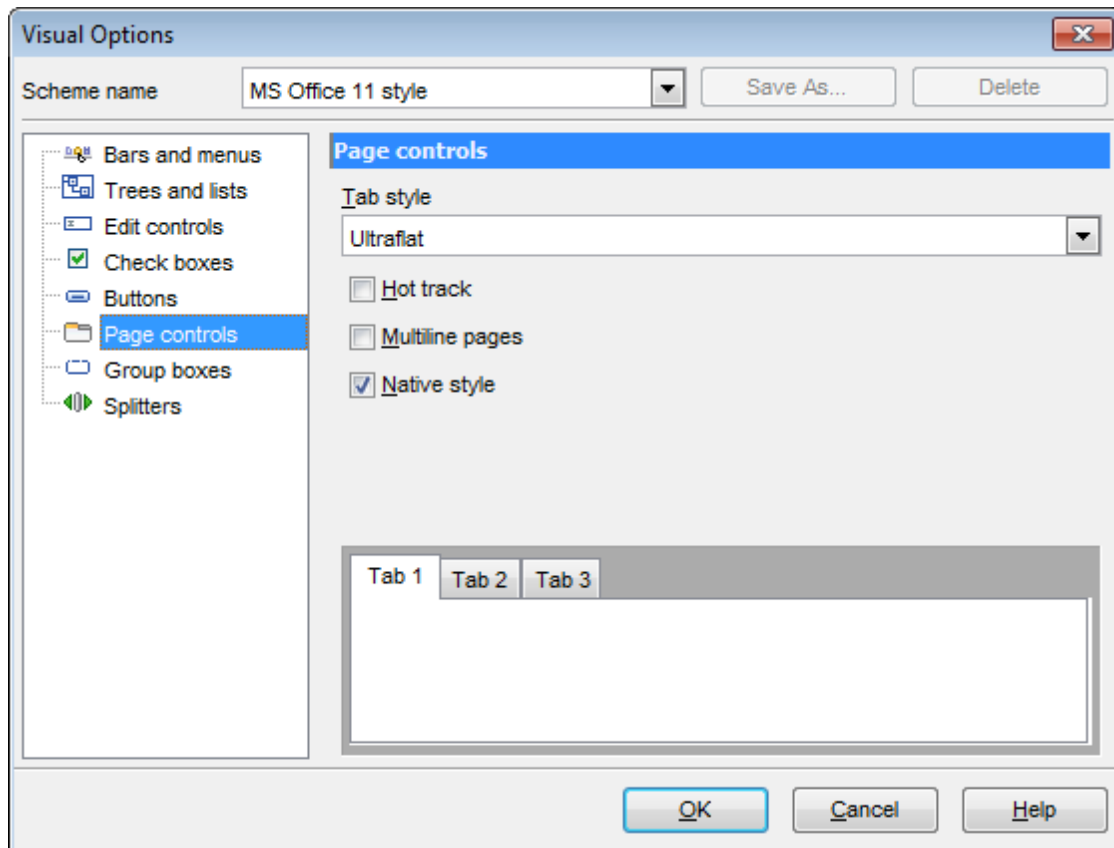 Visual Options
Scheme name MS Office 11 style Save As... Delete
Bars and menus
Trees and lists
Edit controls
Check boxes
Buttons
Page controls
Group boxes
Splitters
Page controls
Tab style
Ultraflat
Hot track
Multiline pages
Native style
Tab 1 Tab 2 Tab 3
OK Cancel Help